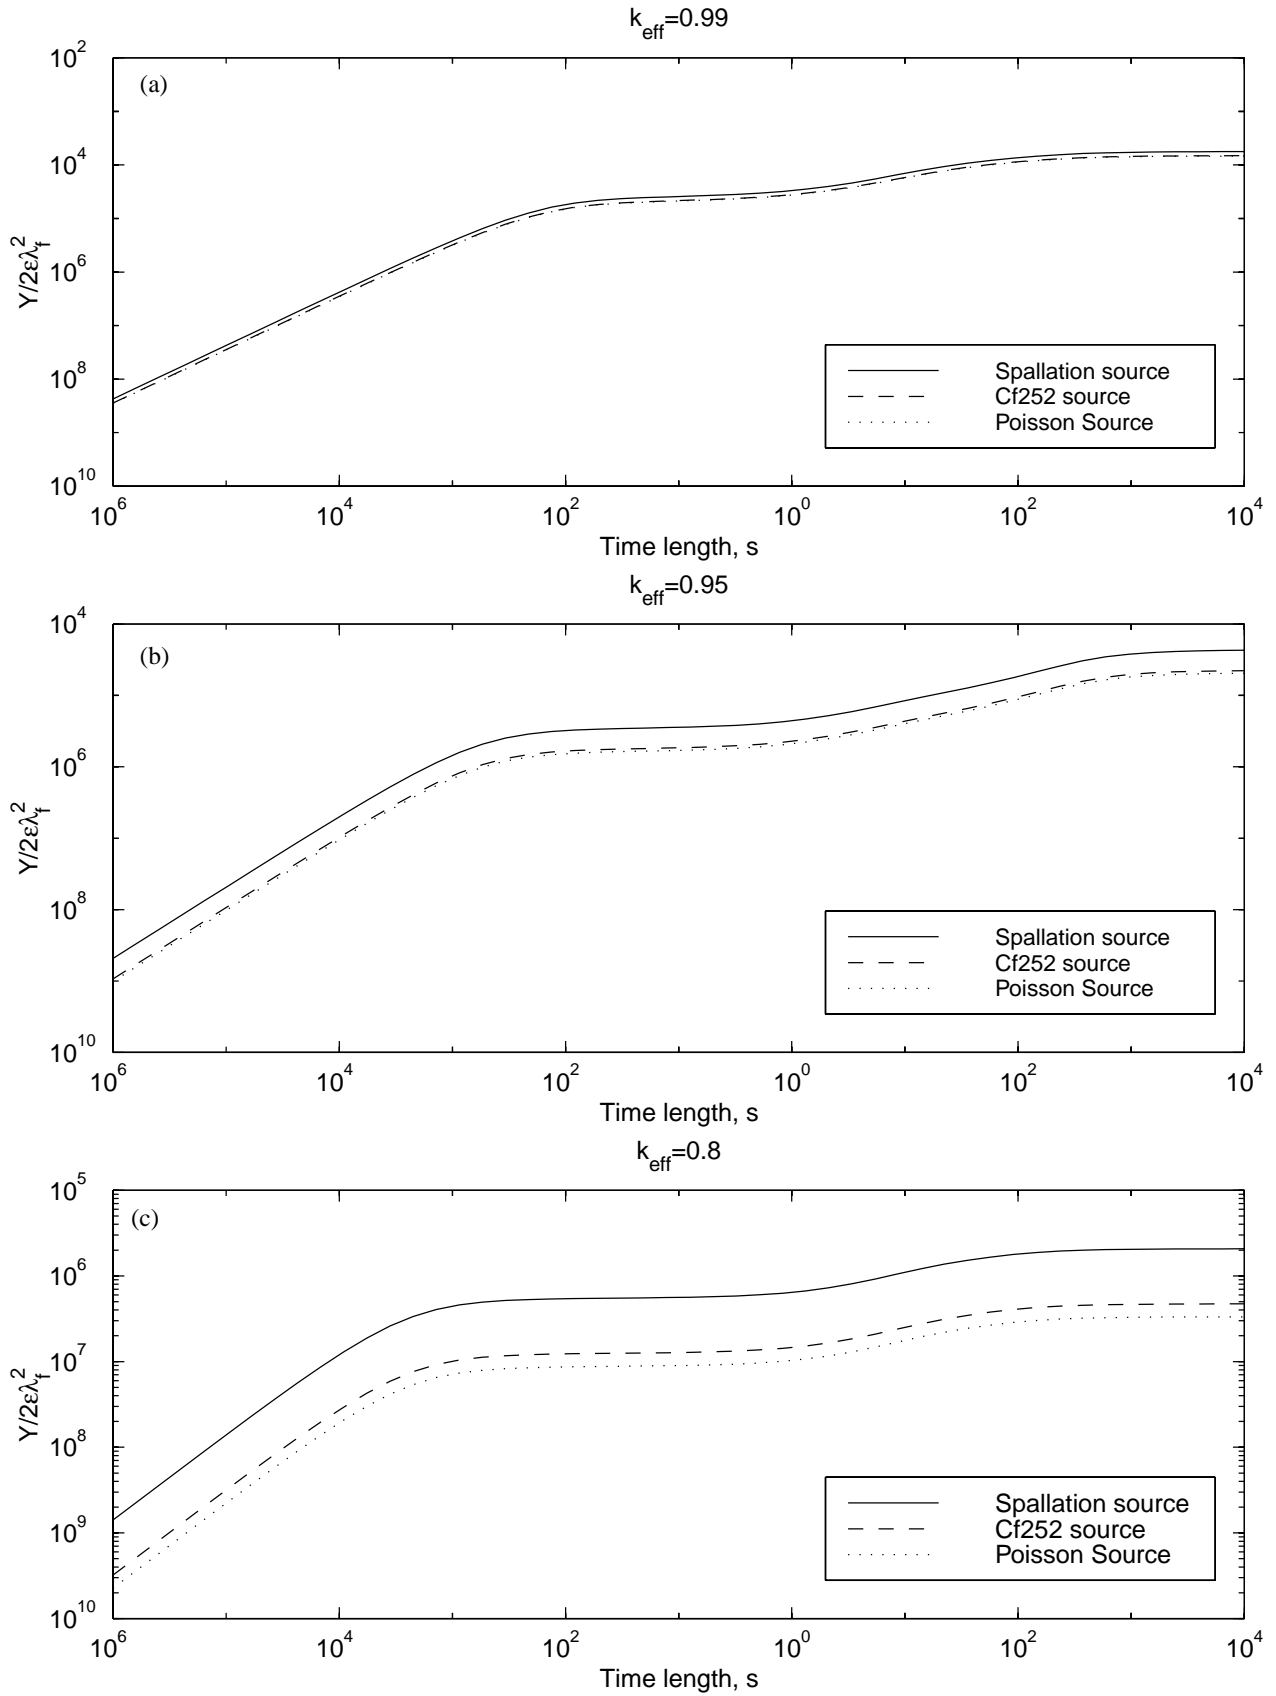 k_eff=0.99
(a)
10^2
10^4
10^6
10^8
10^10
Y/2ελ_f^2
10^6 10^4 10^2 10^0 10^2 10^4
Time length, s
Spallation source
Cf252 source
Poisson Source
k_eff=0.95
(b)
10^4
10^6
10^8
10^10
Y/2ελ_f^2
10^6 10^4 10^2 10^0 10^2 10^4
Time length, s
Spallation source
Cf252 source
Poisson Source
k_eff=0.8
(c)
10^5
10^6
10^7
10^8
10^9
10^10
Y/2ελ_f^2
10^6 10^4 10^2 10^0 10^2 10^4
Time length, s
Spallation source
Cf252 source
Poisson Source